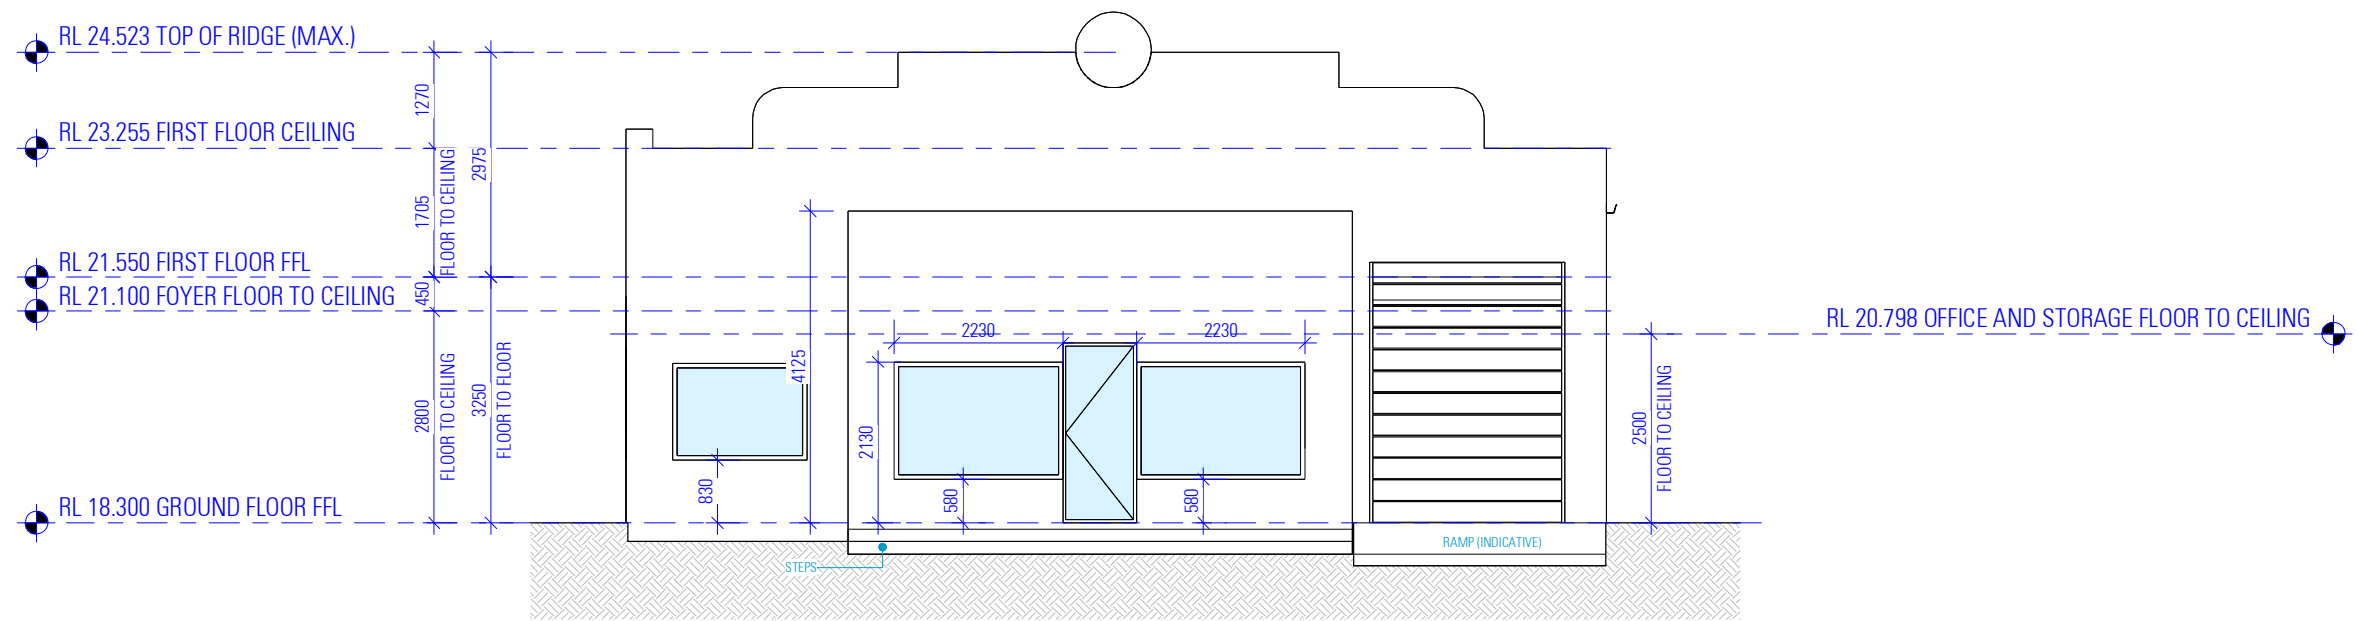 RL 24.523 TOP OF RIDGE (MAX.)
1270
RL 23.255 FIRST FLOOR CEILING
2975
1705
FLOOR TO CEILING
RL 21.550 FIRST FLOOR FFL
450
RL 21.100 FOYER FLOOR TO CEILING
RL 20.798 OFFICE AND STORAGE FLOOR TO CEILING
2230
2230
4125
2800
FLOOR TO CEILING
3250
FLOOR TO FLOOR
2130
2500
FLOOR TO CEILING
830
580
580
RL 18.300 GROUND FLOOR FFL
RAMP (INDICATIVE)
STEPS